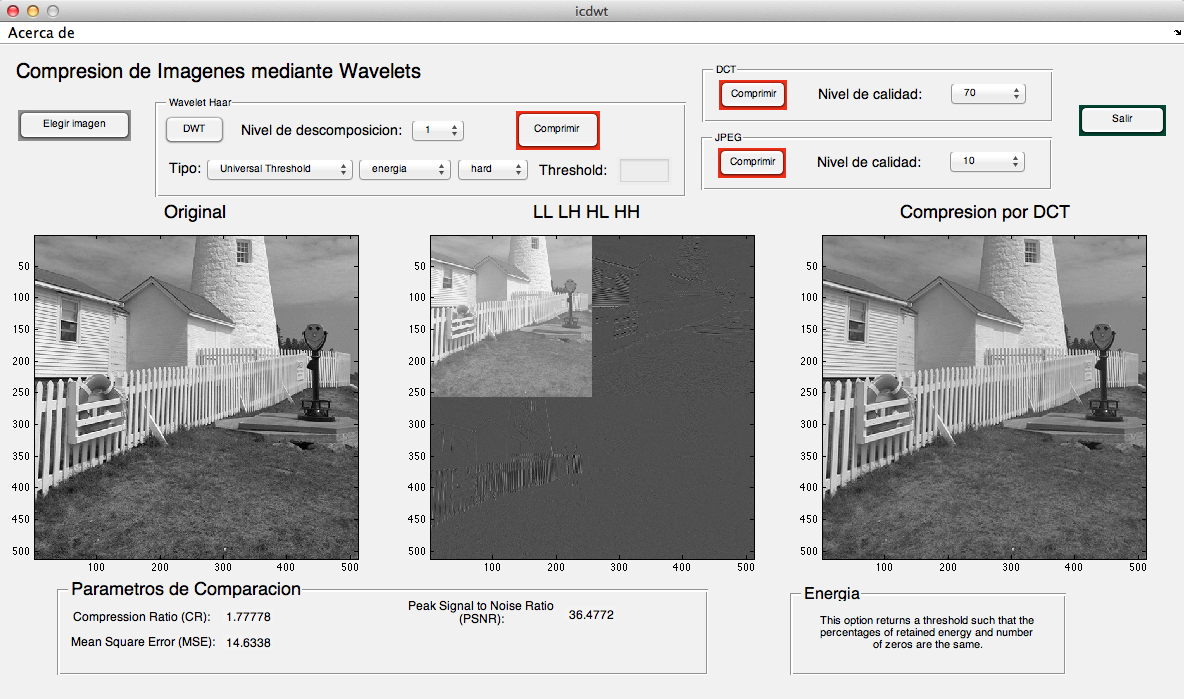 icdwt
Acerca de
Compresion de Imagenes mediante Wavelets
Elegir imagen
Wavelet Haar
DWT
Nivel de descomposicion:
1
Comprimir
Tipo:
Universal Threshold
energia
hard
Threshold:
DCT
Comprimir
Nivel de calidad:
70
JPEG
Comprimir
Nivel de calidad:
10
Salir
Original
50
100
150
200
250
300
350
400
450
500
100 200 300 400 500
LL LH HL HH
50
100
150
200
250
300
350
400
450
500
100 200 300 400 500
Compresion por DCT
50
100
150
200
250
300
350
400
450
500
100 200 300 400 500
Parametros de Comparacion
Compression Ratio (CR): 1.77778
Mean Square Error (MSE): 14.6338
Peak Signal to Noise Ratio
(PSNR):
36.4772
Energia
This option returns a threshold such that the
percentages of retained energy and number
of zeros are the same.